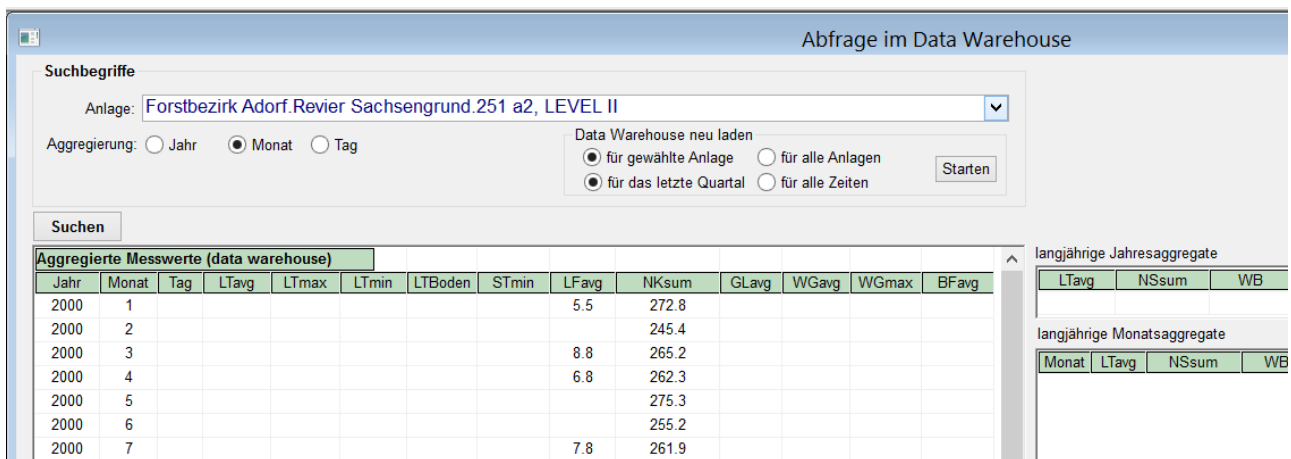 Abfrage im Data Warehouse
Suchbegriffe
Anlage: Forstbezirk Adorf.Revier Sachsengrund.251 a2, LEVEL II
Aggregierung: Jahr Monat Tag
Data Warehouse neu laden
für gewählte Anlage für alle Anlagen
für das letzte Quartal für alle Zeiten
Starten
Suchen
Aggregierte Messwerte (data warehouse)
Jahr Monat Tag LTavg LTmax LTmin LTBoden STmin LFavg NKsum GLavg WGavg WGmax BFavg
2000 1 5.5 272.8
2000 2 245.4
2000 3 8.8 265.2
2000 4 6.8 262.3
2000 5 275.3
2000 6 255.2
2000 7 7.8 261.9
langjährige Jahresaggregate
LTavg NSsum WB
langjährige Monatsaggregate
Monat LTavg NSsum WB